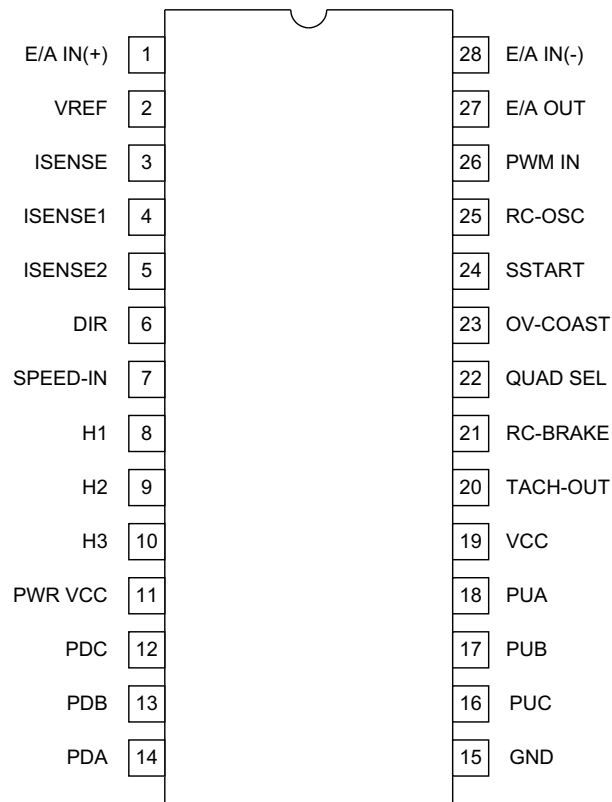 E/A IN(+) 1 28 E/A IN(-)
VREF 2 27 E/A OUT
ISENSE 3 26 PWM IN
ISENSE1 4 25 RC-OSC
ISENSE2 5 24 SSTART
DIR 6 23 OV-COAST
SPEED-IN 7 22 QUAD SEL
H1 8 21 RC-BRAKE
H2 9 20 TACH-OUT
H3 10 19 VCC
PWR VCC 11 18 PUA
PDC 12 17 PUB
PDB 13 16 PUC
PDA 14 15 GND